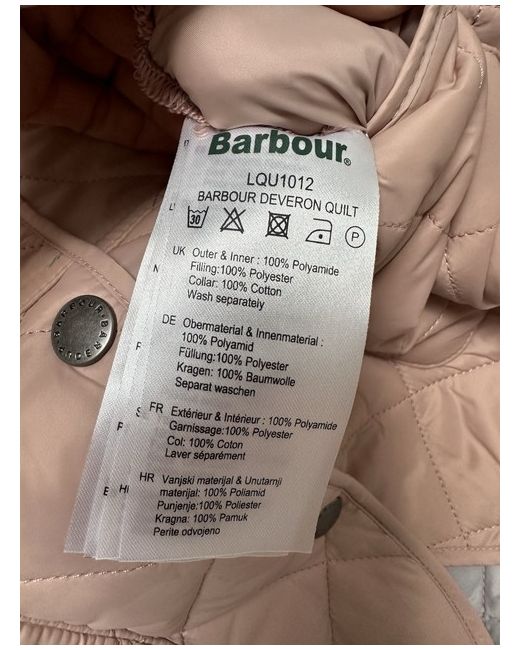 Barbour®
LQU1012
BARBOUR DEVERON QUILT
30
P
UK Outer & Inner : 100% Polyamide
Filling:100% Polyester
Collar: 100% Cotton
Wash separately
DE Obermaterial & Innenmaterial :
100% Polyamid
Füllung:100% Polyester
Kragen: 100% Baumwolle
Separat waschen
FR Extérieur & Intérieur : 100% Polyamide
Garnissage:100% Polyester
Col: 100% Coton
Laver séparément
HR Vanjski materijal & Unutarnji
materijal: 100% Poliamid
Punjenje:100% Poliester
Kragna: 100% Pamuk
Perite odvojeno
BARBOUR